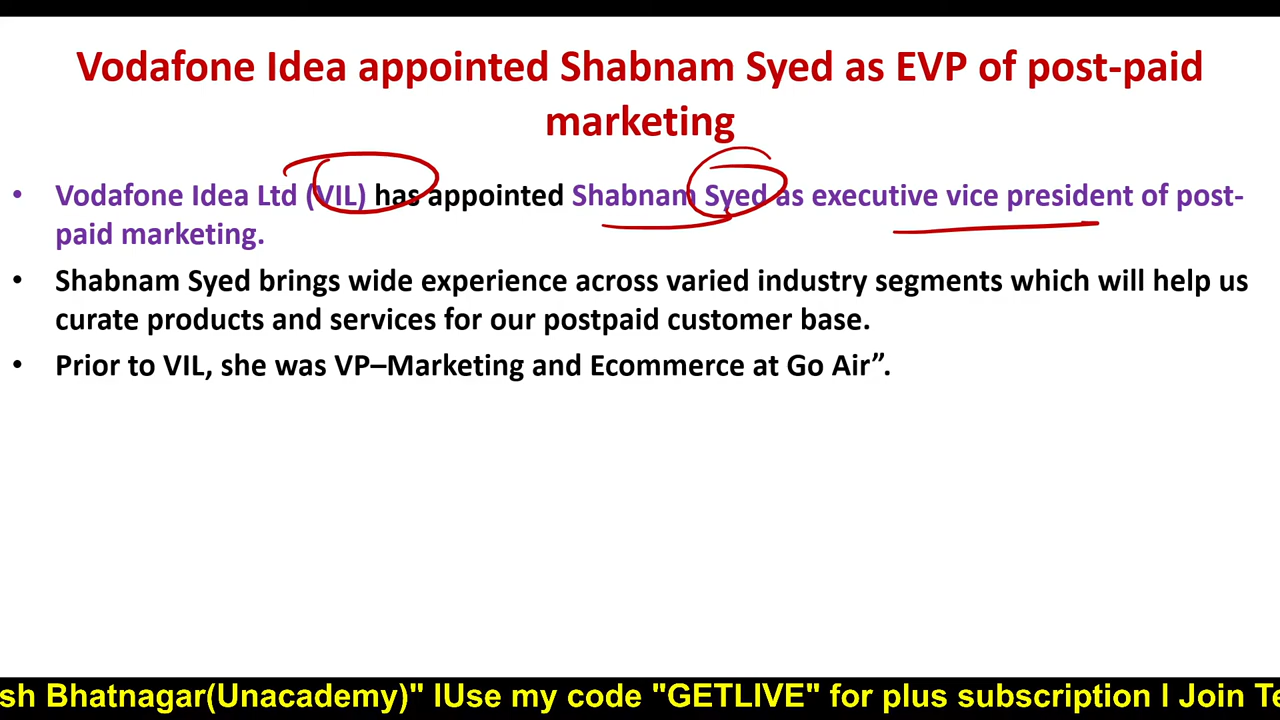 Vodafone Idea appointed Shabnam Syed as EVP of post-paid
marketing
• Vodafone Idea Ltd (VIL) has appointed Shabnam Syed as executive vice president of post-
paid marketing.
• Shabnam Syed brings wide experience across varied industry segments which will help us
curate products and services for our postpaid customer base.
• Prior to VIL, she was VP–Marketing and Ecommerce at Go Air”.
sh Bhatnagar(Unacademy)" IUse my code "GETLIVE" for plus subscription I Join Te